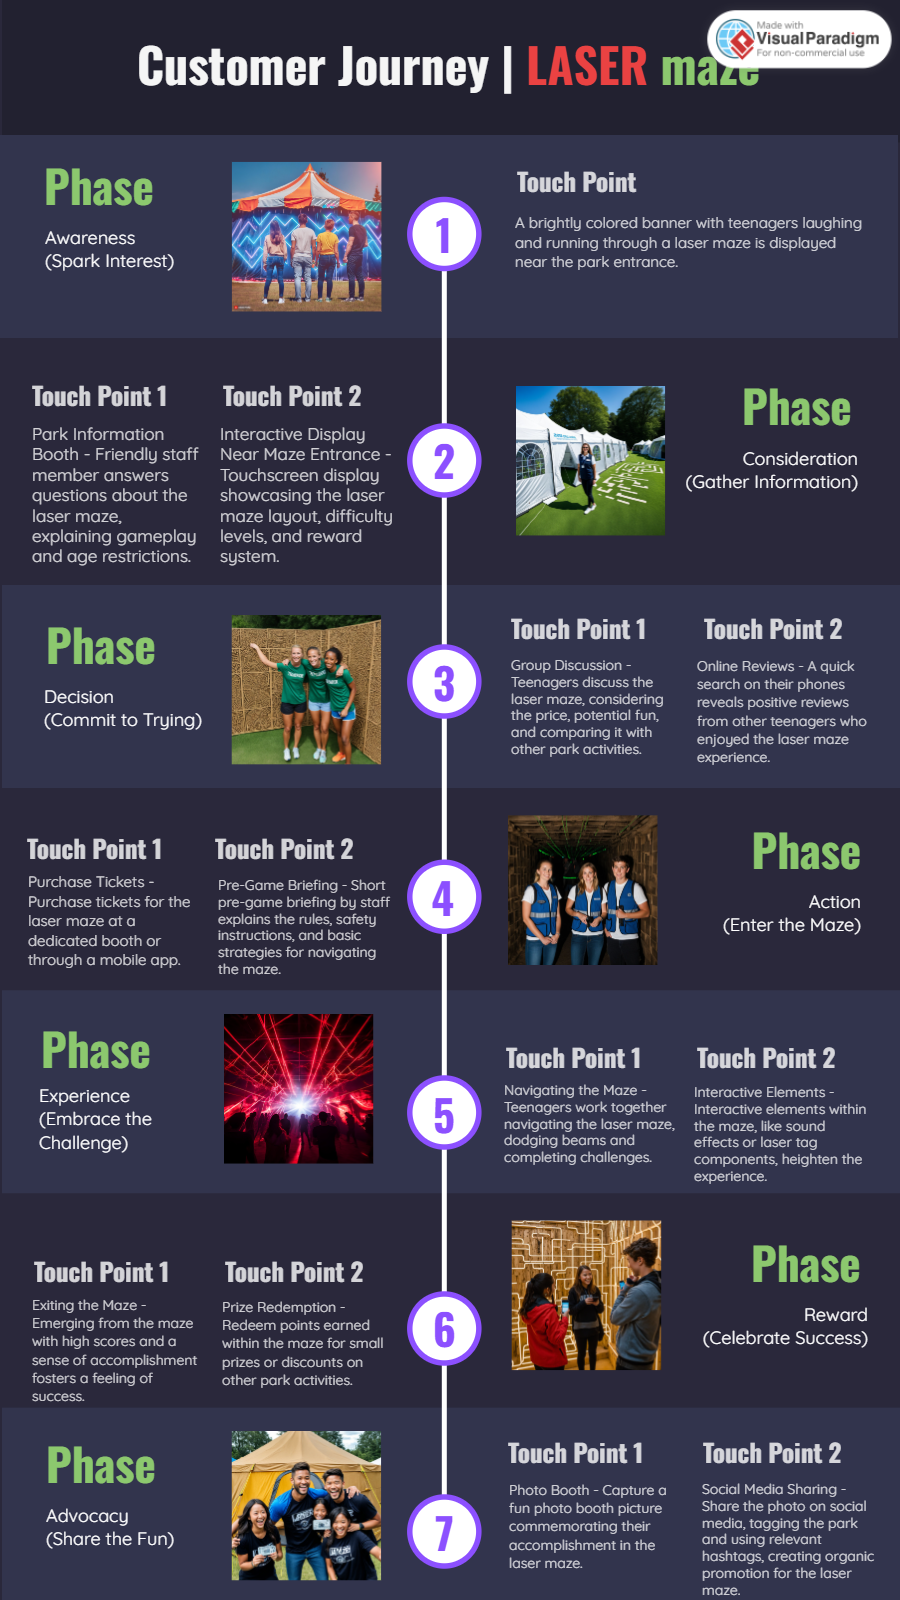 Made with
Visual Paradigm
For non-commercial use
Customer Journey | LASER maze
Phase
Awareness
(Spark Interest)
1
Touch Point
A brightly colored banner with teenagers laughing
and running through a laser maze is displayed
near the park entrance.
Touch Point 1
Park Information
Booth - Friendly staff
member answers
questions about the
laser maze,
explaining gameplay
and age restrictions.
Touch Point 2
Interactive Display
Near Maze Entrance -
Touchscreen display
showcasing the laser
maze layout, difficulty
levels, and reward
system.
2
Phase
Consideration
(Gather Information)
Phase
Decision
(Commit to Trying)
3
Touch Point 1
Group Discussion -
Teenagers discuss the
laser maze, considering
the price, potential fun,
and comparing it with
other park activities.
Touch Point 2
Online Reviews - A quick
search on their phones
reveals positive reviews
from other teenagers who
enjoyed the laser maze
experience.
Touch Point 1
Purchase Tickets -
Purchase tickets for the
laser maze at a
dedicated booth or
through a mobile app.
Touch Point 2
Pre-Game Briefing - Short
pre-game briefing by staff
explains the rules, safety
instructions, and basic
strategies for navigating
the maze.
4
Phase
Action
(Enter the Maze)
Phase
Experience
(Embrace the
Challenge)
5
Touch Point 1
Navigating the Maze -
Teenagers work together
navigating the laser maze,
dodging beams and
completing challenges.
Touch Point 2
Interactive Elements -
Interactive elements within
the maze, like sound
effects or laser tag
components, heighten the
experience.
Touch Point 1
Exiting the Maze -
Emerging from the maze
with high scores and a
sense of accomplishment
fosters a feeling of
success.
Touch Point 2
Prize Redemption -
Redeem points earned
within the maze for small
prizes or discounts on
other park activities.
6
Phase
Reward
(Celebrate Success)
Phase
Advocacy
(Share the Fun)
7
Touch Point 1
Photo Booth - Capture a
fun photo booth picture
commemorating their
accomplishment in the
laser maze.
Touch Point 2
Social Media Sharing -
Share the photo on social
media, tagging the park
and using relevant
hashtags, creating organic
promotion for the laser
maze.